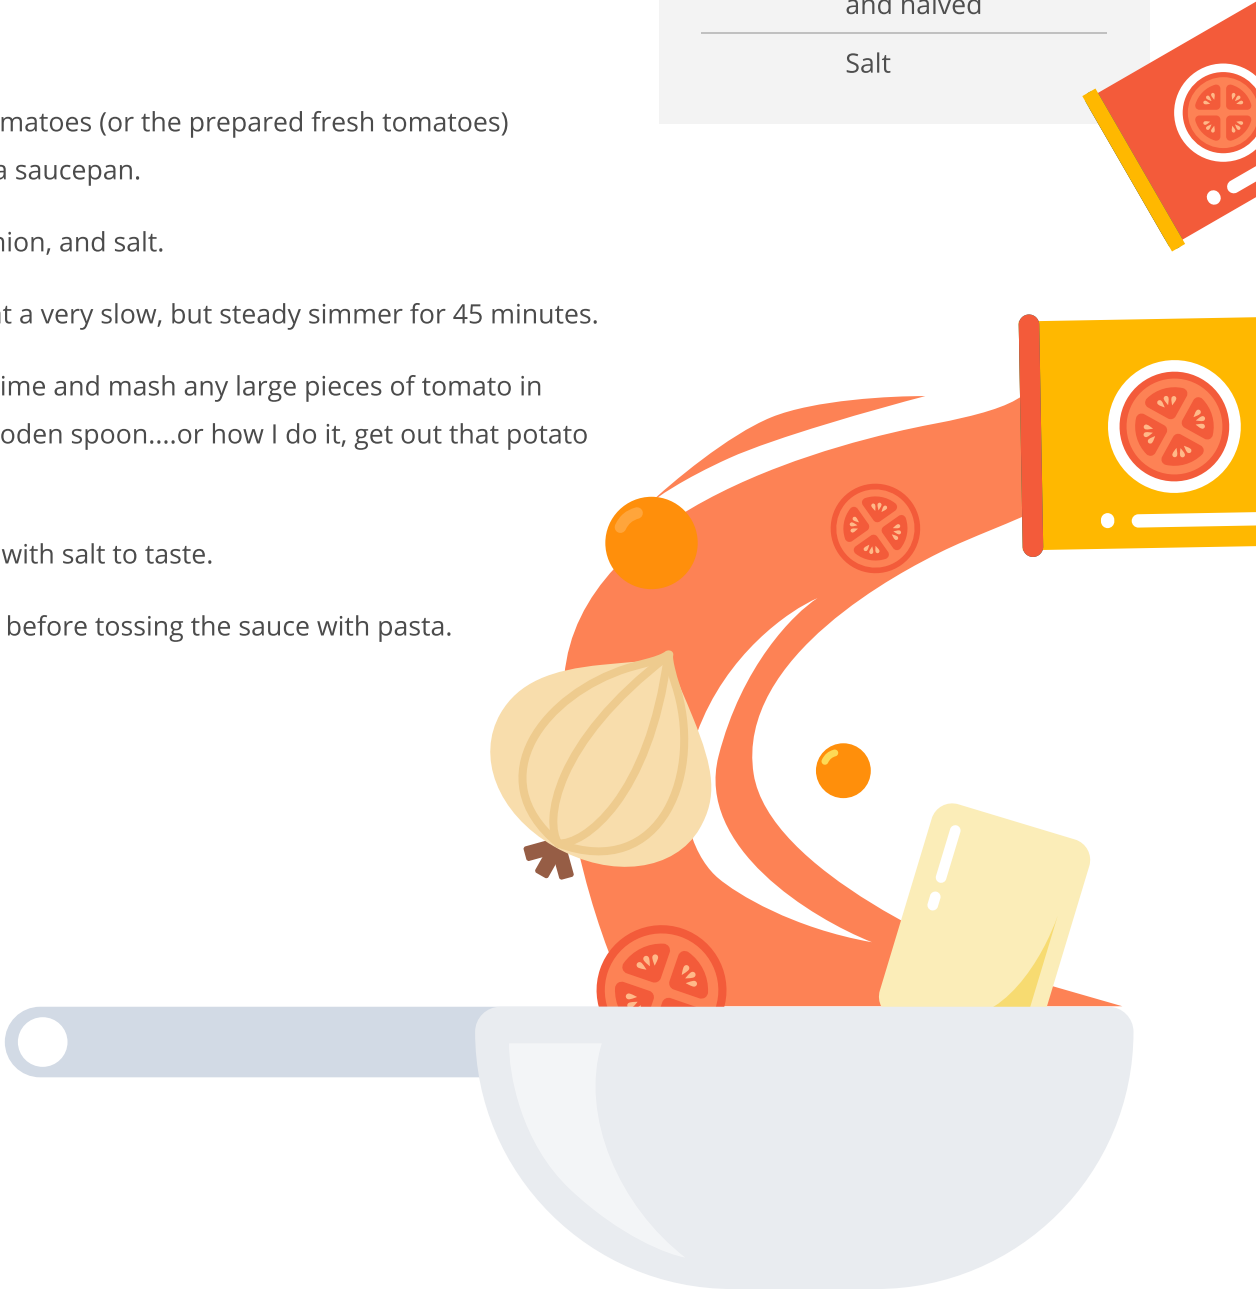 and halved
Salt
matoes (or the prepared fresh tomatoes)
a saucepan.
nion, and salt.
at a very slow, but steady simmer for 45 minutes.
ime and mash any large pieces of tomato in
oden spoon....or how I do it, get out that potato
with salt to taste.
before tossing the sauce with pasta.